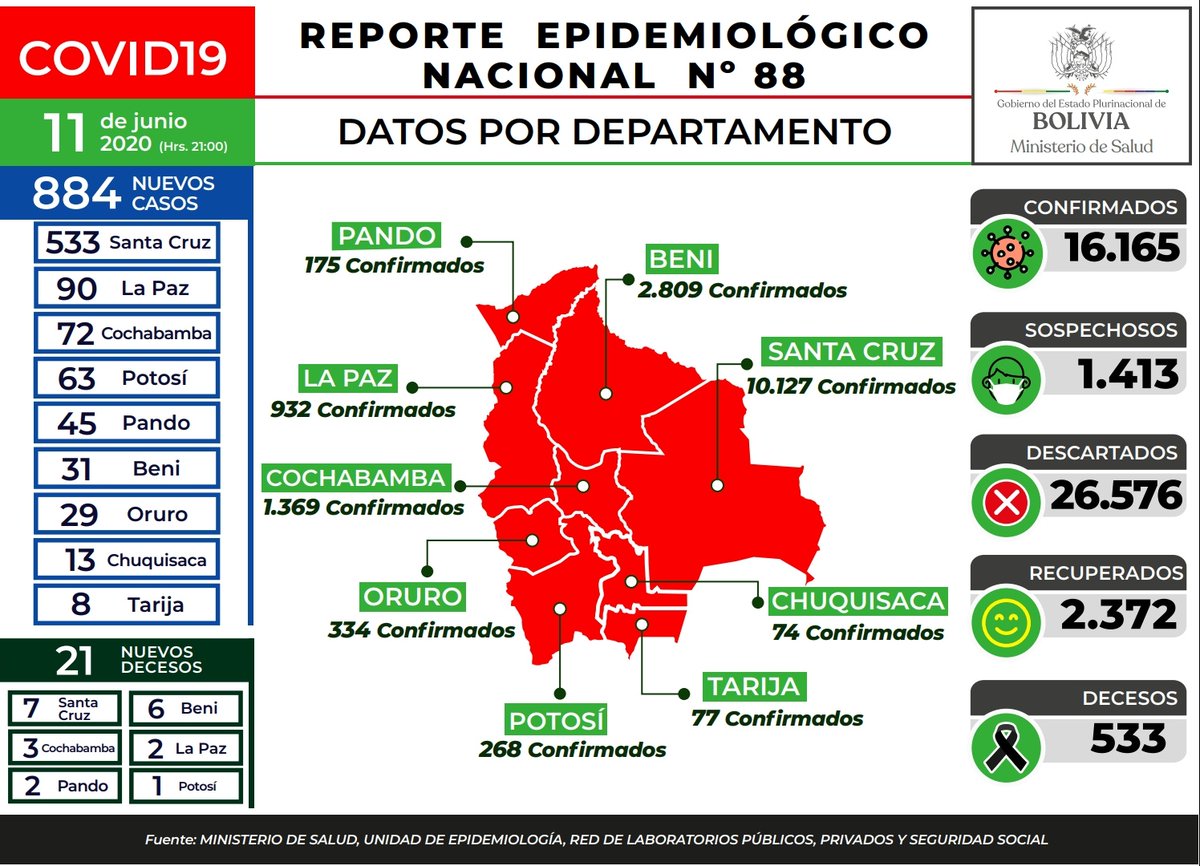 COVID19
11 de junio
2020 (Hrs. 21:00)
REPORTE EPIDEMIOLÓGICO
NACIONAL Nº 88
DATOS POR DEPARTAMENTO
Gobierno del Estado Plurinacional de
BOLIVIA
Ministerio de Salud
884 NUEVOS
CASOS
533 Santa Cruz
90 La Paz
72 Cochabamba
63 Potosí
45 Pando
31 Beni
29 Oruro
13 Chuquisaca
8 Tarija
21 NUEVOS
DECESOS
7 Santa
Cruz
6 Beni
3 Cochabamba
2 La Paz
2 Pando
1 Potosí
PANDO
175 Confirmados
BENI
2.809 Confirmados
SANTA CRUZ
10.127 Confirmados
LA PAZ
932 Confirmados
COCHABAMBA
1.369 Confirmados
ORURO
334 Confirmados
CHUQUISACA
74 Confirmados
TARIJA
77 Confirmados
POTOSÍ
268 Confirmados
CONFIRMADOS
16.165
SOSPECHOSOS
1.413
DESCARTADOS
26.576
RECUPERADOS
2.372
DECESOS
533
Fuente: MINISTERIO DE SALUD, UNIDAD DE EPIDEMIOLOGÍA, RED DE LABORATORIOS PÚBLICOS, PRIVADOS Y SEGURIDAD SOCIAL